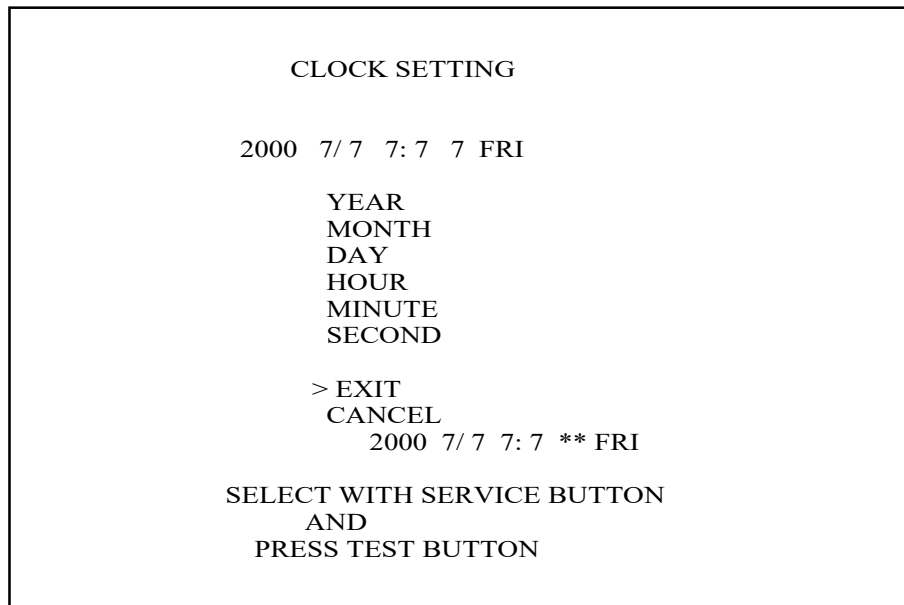 CLOCK SETTING
2000 7/ 7 7: 7 7 FRI
YEAR
MONTH
DAY
HOUR
MINUTE
SECOND
> EXIT
CANCEL
2000 7/ 7 7: 7 ** FRI
SELECT WITH SERVICE BUTTON
AND
PRESS TEST BUTTON